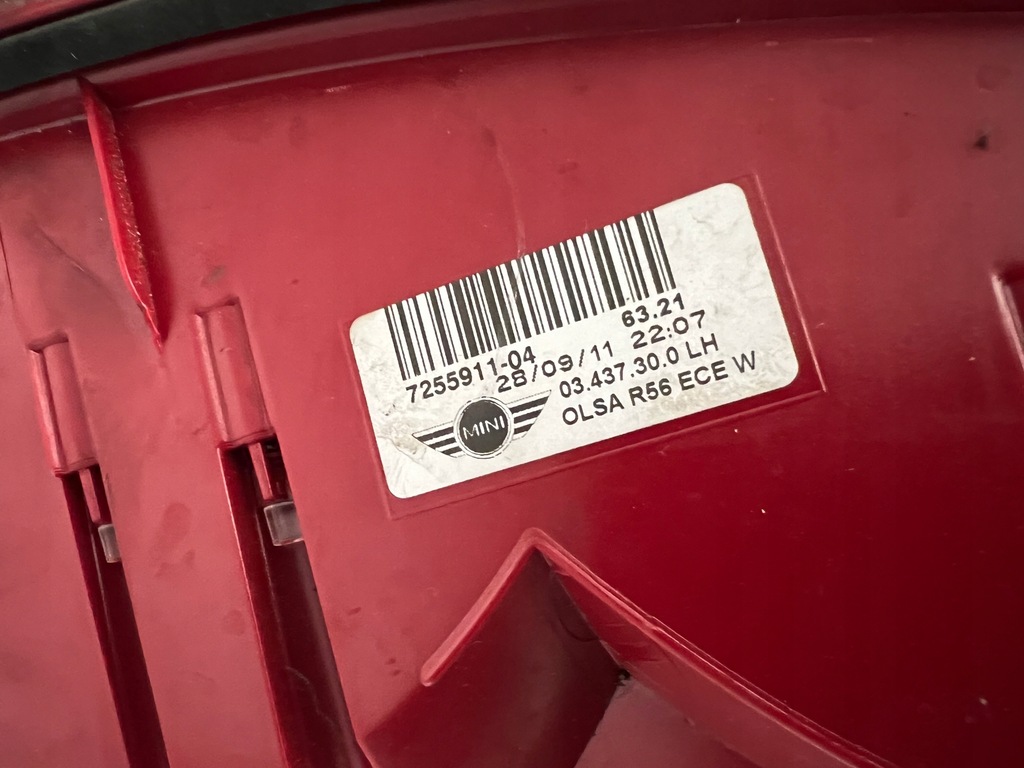 63.21
7255911-04
28/09/11 22:07
03.437.30.0 LH
OLSA R56 ECE W
MINI